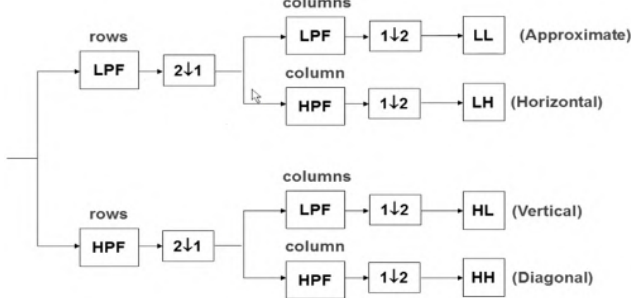 columns
rows
LPF 1↓2 LL (Approximate)
LPF 2↓1
column
HPF 1↓2 LH (Horizontal)
columns
rows
LPF 1↓2 HL (Vertical)
HPF 2↓1
column
HPF 1↓2 HH (Diagonal)